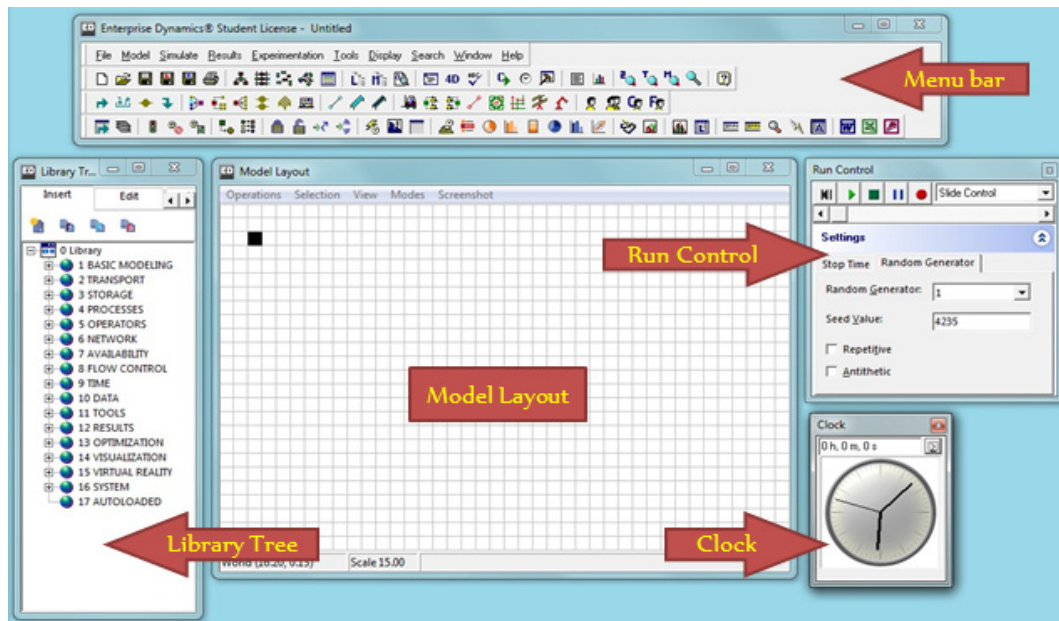 Enterprise Dynamics® Student License - Untitled
File Model Simulate Results Experimentation Tools Display Search Window Help
4D
Menu bar
Library Tr...
Insert Edit
0 Library
1 BASIC MODELING
2 TRANSPORT
3 STORAGE
4 PROCESSES
5 OPERATORS
6 NETWORK
7 AVAILABILITY
8 FLOW CONTROL
9 TIME
10 DATA
11 TOOLS
12 RESULTS
13 OPTIMIZATION
14 VISUALIZATION
15 VIRTUAL REALITY
16 SYSTEM
17 AUTOLOADED
Library Tree
Model Layout
Operations Selection View Modes Screenshot
Model Layout
Scale 15.00
Run Control
Slide Control
Run Control
Settings
Stop Time Random Generator
Random Generator: 1
Seed Value: 4235
Repetitive
Antithetic
Clock
0 h, 0 m, 0 s
Clock